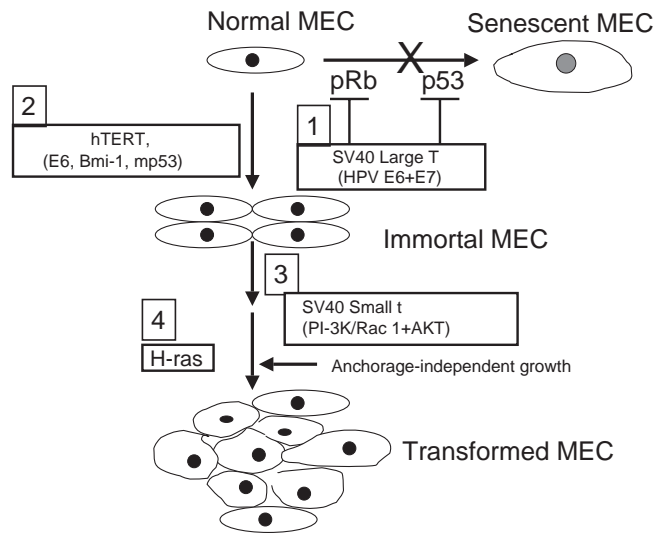 Normal MEC
Senescent MEC
X
pRb
p53
2
hTERT,
(E6, Bmi-1, mp53)
1
SV40 Large T
(HPV E6+E7)
Immortal MEC
3
SV40 Small t
(PI-3K/Rac 1+AKT)
4
H-ras
Anchorage-independent growth
Transformed MEC